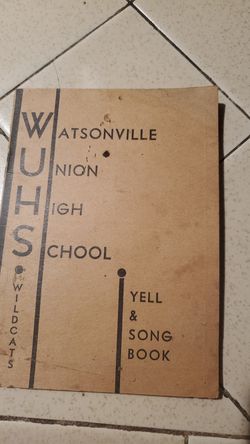 WATSONVILLE
UNION
HIGH
SCHOOL
WILDCATS
YELL
&
SONG
BOOK